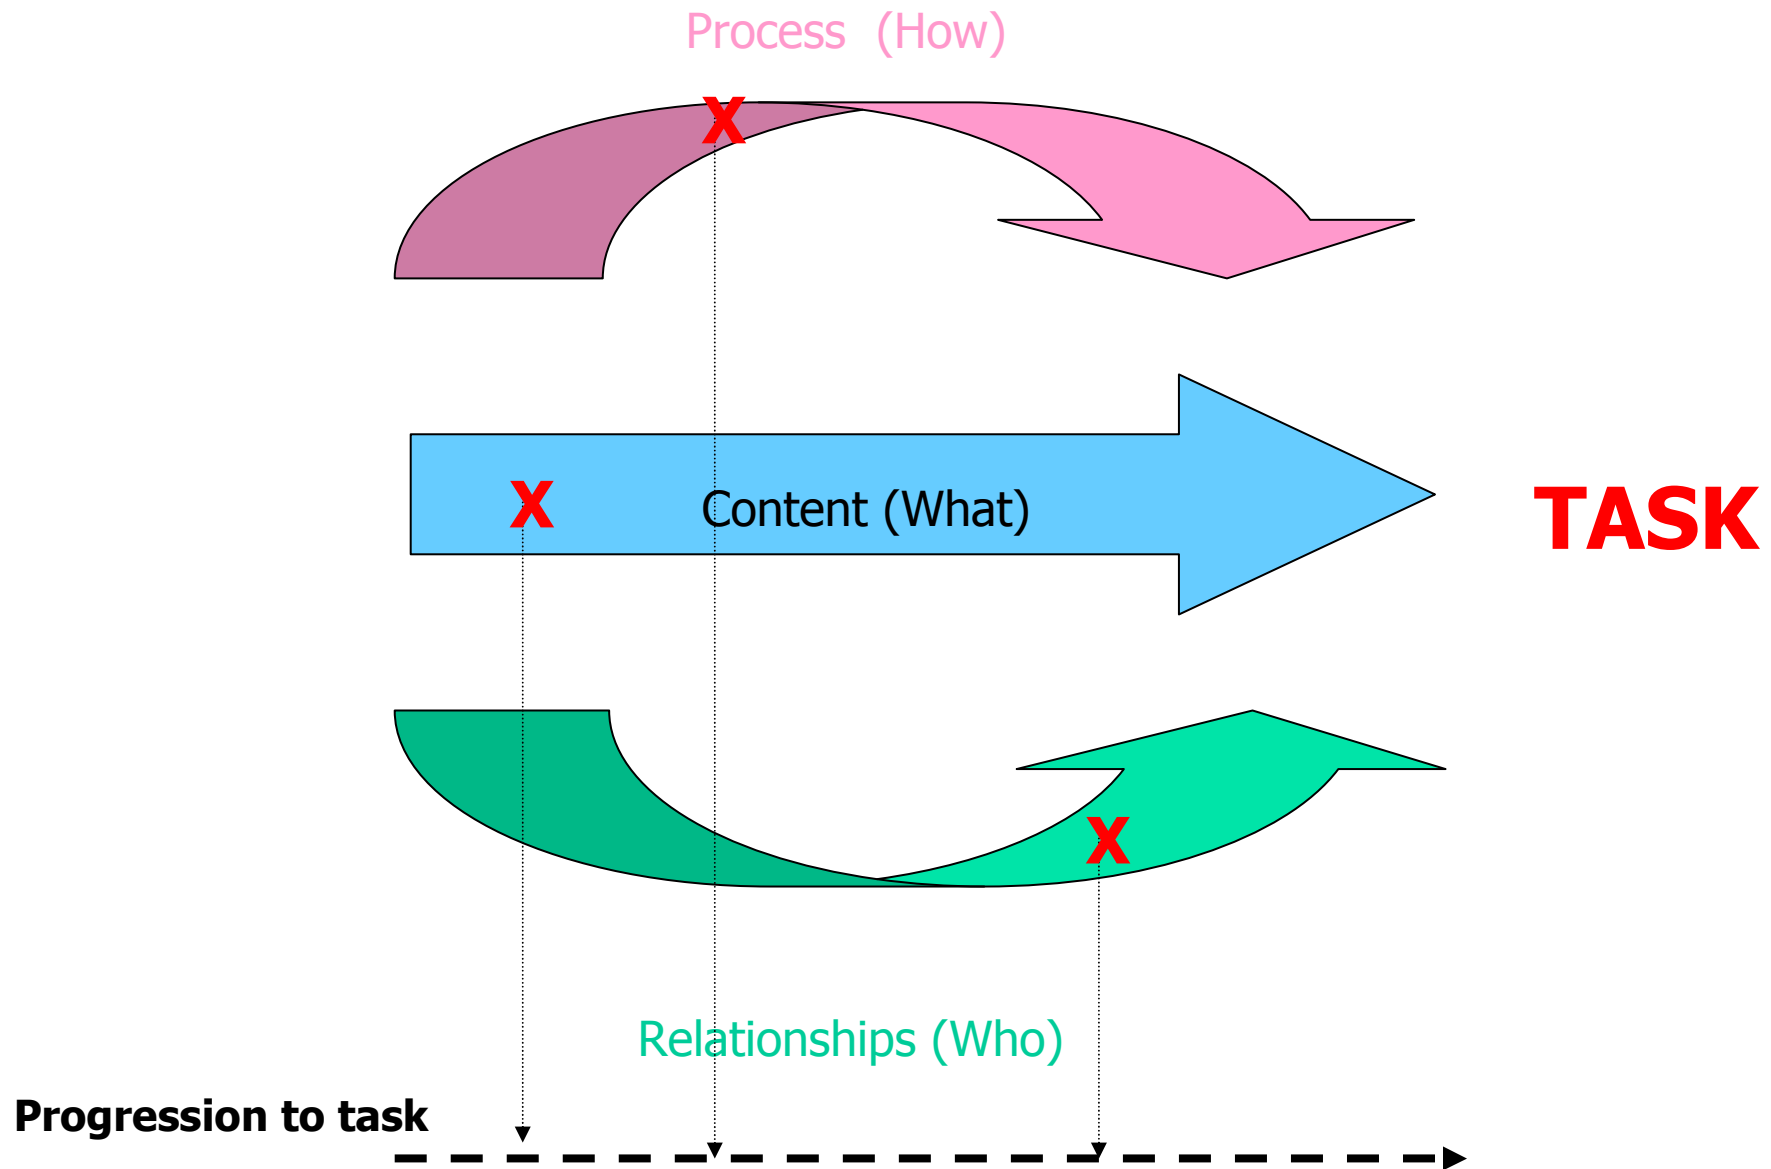 Process (How)
X
X
Content (What)
TASK
X
Relationships (Who)
Progression to task